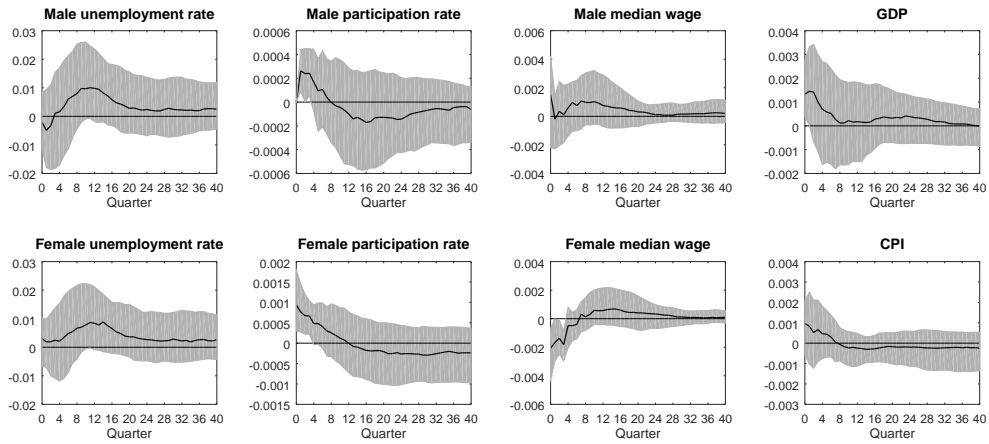 Male unemployment rate
0.03
0.02
0.01
0
-0.01
-0.02
0 4 8 12 16 20 24 28 32 36 40
Quarter
Male participation rate
0.0006
0.0004
0.0002
0
-0.0002
-0.0004
-0.0006
0 4 8 12 16 20 24 28 32 36 40
Quarter
Male median wage
0.006
0.004
0.002
0
-0.002
-0.004
0 4 8 12 16 20 24 28 32 36 40
Quarter
GDP
0.004
0.003
0.002
0.001
0
-0.001
-0.002
0 4 8 12 16 20 24 28 32 36 40
Quarter
Female unemployment rate
0.03
0.02
0.01
0
-0.01
-0.02
0 4 8 12 16 20 24 28 32 36 40
Quarter
Female participation rate
0.002
0.0015
0.001
0.0005
0
-0.0005
-0.001
-0.0015
0 4 8 12 16 20 24 28 32 36 40
Quarter
Female median wage
0.004
0.002
0
-0.002
-0.004
-0.006
0 4 8 12 16 20 24 28 32 36 40
Quarter
CPI
0.004
0.003
0.002
0.001
0
-0.001
-0.002
-0.003
0 4 8 12 16 20 24 28 32 36 40
Quarter